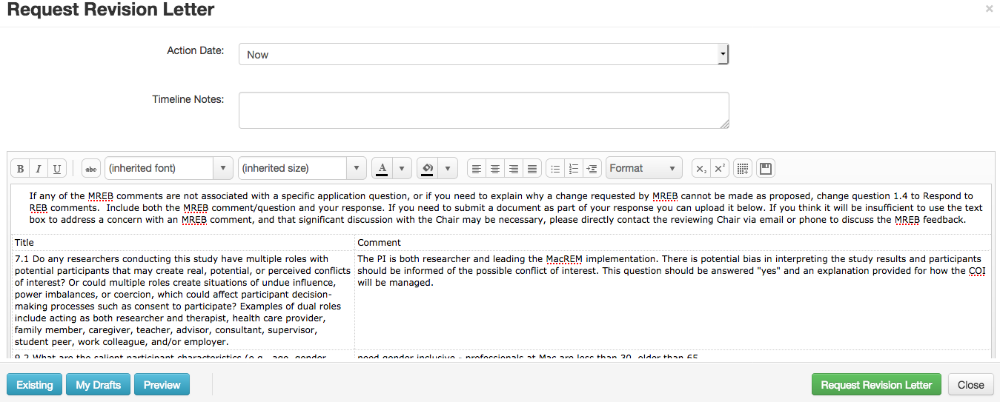 Request Revision Letter ×
Action Date: Now
Timeline Notes:
B I U abc (inherited font) (inherited size) A Format X₂ X²
If any of the MREB comments are not associated with a specific application question, or if you need to explain why a change requested by MREB cannot be made as proposed, change question 1.4 to Respond to
REB comments. Include both the MREB comment/question and your response. If you need to submit a document as part of your response you can upload it below. If you think it will be insufficient to use the text
box to address a concern with an MREB comment, and that significant discussion with the Chair may be necessary, please directly contact the reviewing Chair via email or phone to discuss the MREB feedback.
Title
Comment
7.1 Do any researchers conducting this study have multiple roles with
potential participants that may create real, potential, or perceived conflicts
of interest? Or could multiple roles create situations of undue influence,
power imbalances, or coercion, which could affect participant decision-
making processes such as consent to participate? Examples of dual roles
include acting as both researcher and therapist, health care provider,
family member, caregiver, teacher, advisor, consultant, supervisor,
student peer, work colleague, and/or employer.
The PI is both researcher and leading the MacREM implementation. There is potential bias in interpreting the study results and participants
should be informed of the possible conflict of interest. This question should be answered "yes" and an explanation provided for how the COI
will be managed.
9.2 What are the salient participant characteristics (e.g., age, gender,
need gender inclusive - professionals at Mac are less than 30, older than 65
Existing My Drafts Preview Request Revision Letter Close